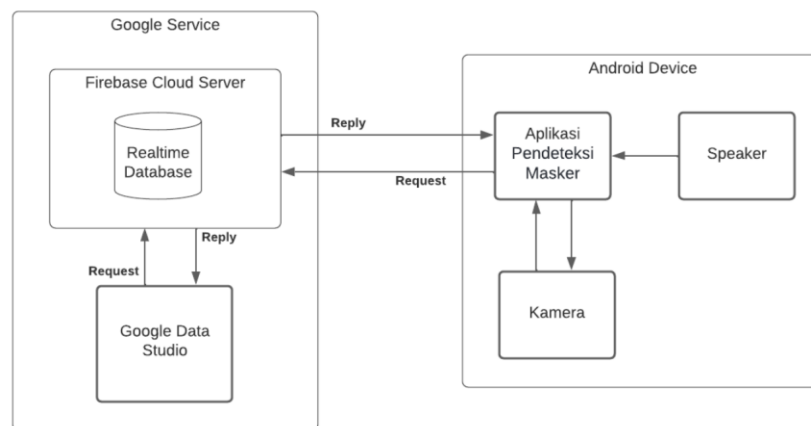 Google Service
Firebase Cloud Server
Realtime
Database
Reply
Request
Reply
Request
Google Data
Studio
Android Device
Aplikasi
Pendeteksi
Masker
Speaker
Kamera